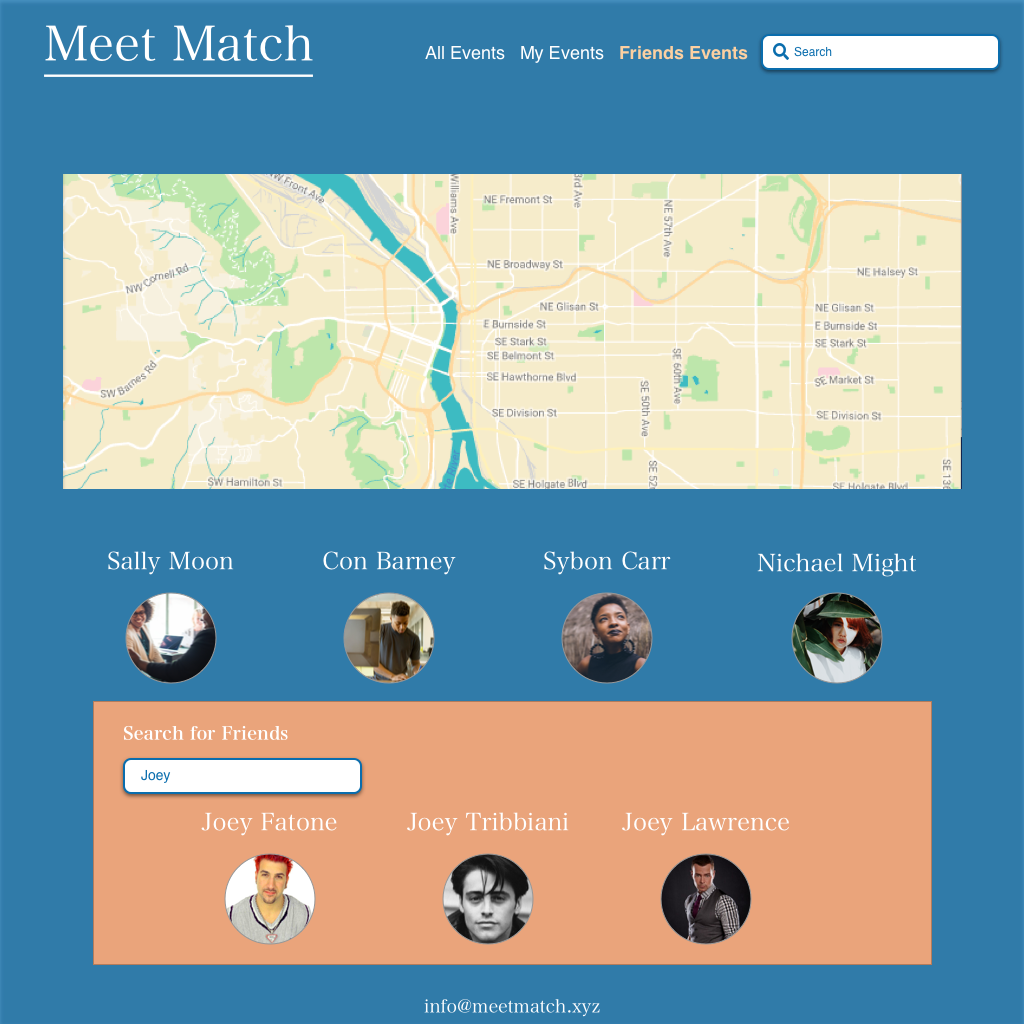 Meet Match
All Events My Events Friends Events Search
NW Front Ave
Williams Ave
3rd Ave
NE Fremont St
NE 57th Ave
NE Broadway St
NW Cornell Rd
NE Halsey St
NE Glisan St
NE Glisan St
E Burnside St
E Burnside St
SE Stark St
SE Stark St
SE Belmont St
SE Hawthorne Blvd
SE 60th Ave
SE Market St
SW Barnes Rd
SE 50th Ave
SE Division St
SE Division St
SW Hamilton St
SE Holgate Blvd
SE 52
SE Holgate Blvd
SE 136
Sally Moon Con Barney Sybon Carr Nichael Might
Search for Friends
Joey
Joey Fatone Joey Tribbiani Joey Lawrence
info@meetmatch.xyz